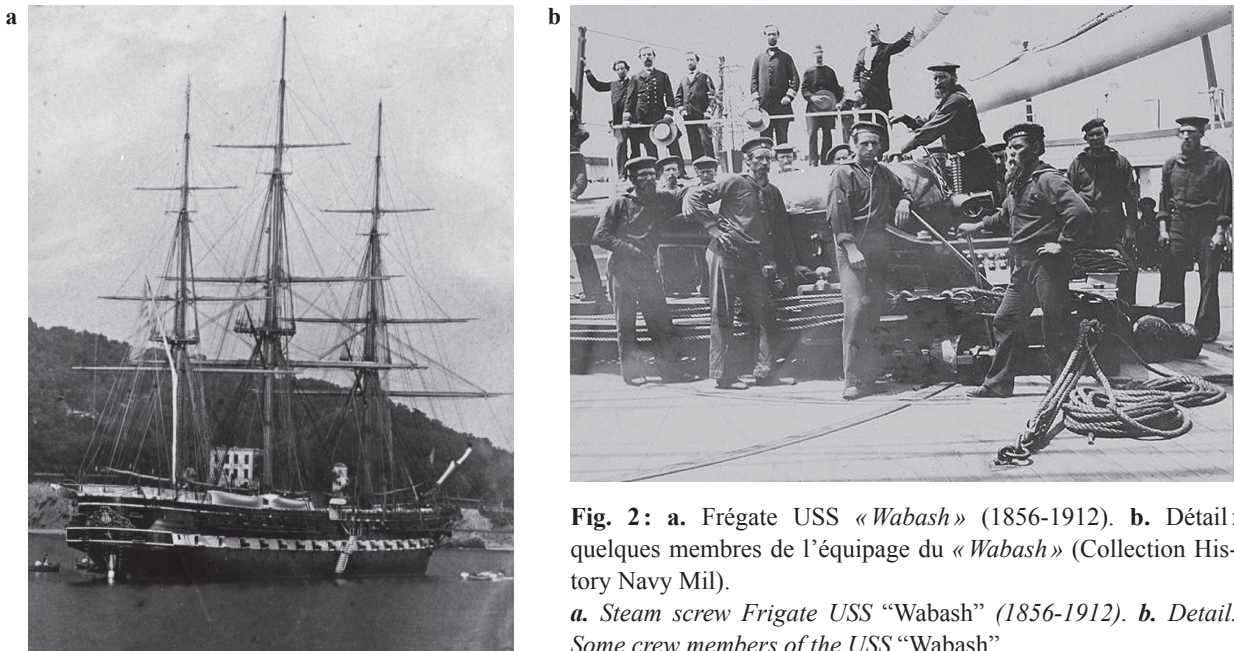 a
b
Fig. 2: a. Frégate USS «Wabash» (1856-1912). b. Détail:
quelques membres de l'équipage du «Wabash» (Collection His-
tory Navy Mil).
a. Steam screw Frigate USS “Wabash” (1856-1912). b. Detail.
Some crew members of the USS “Wabash”